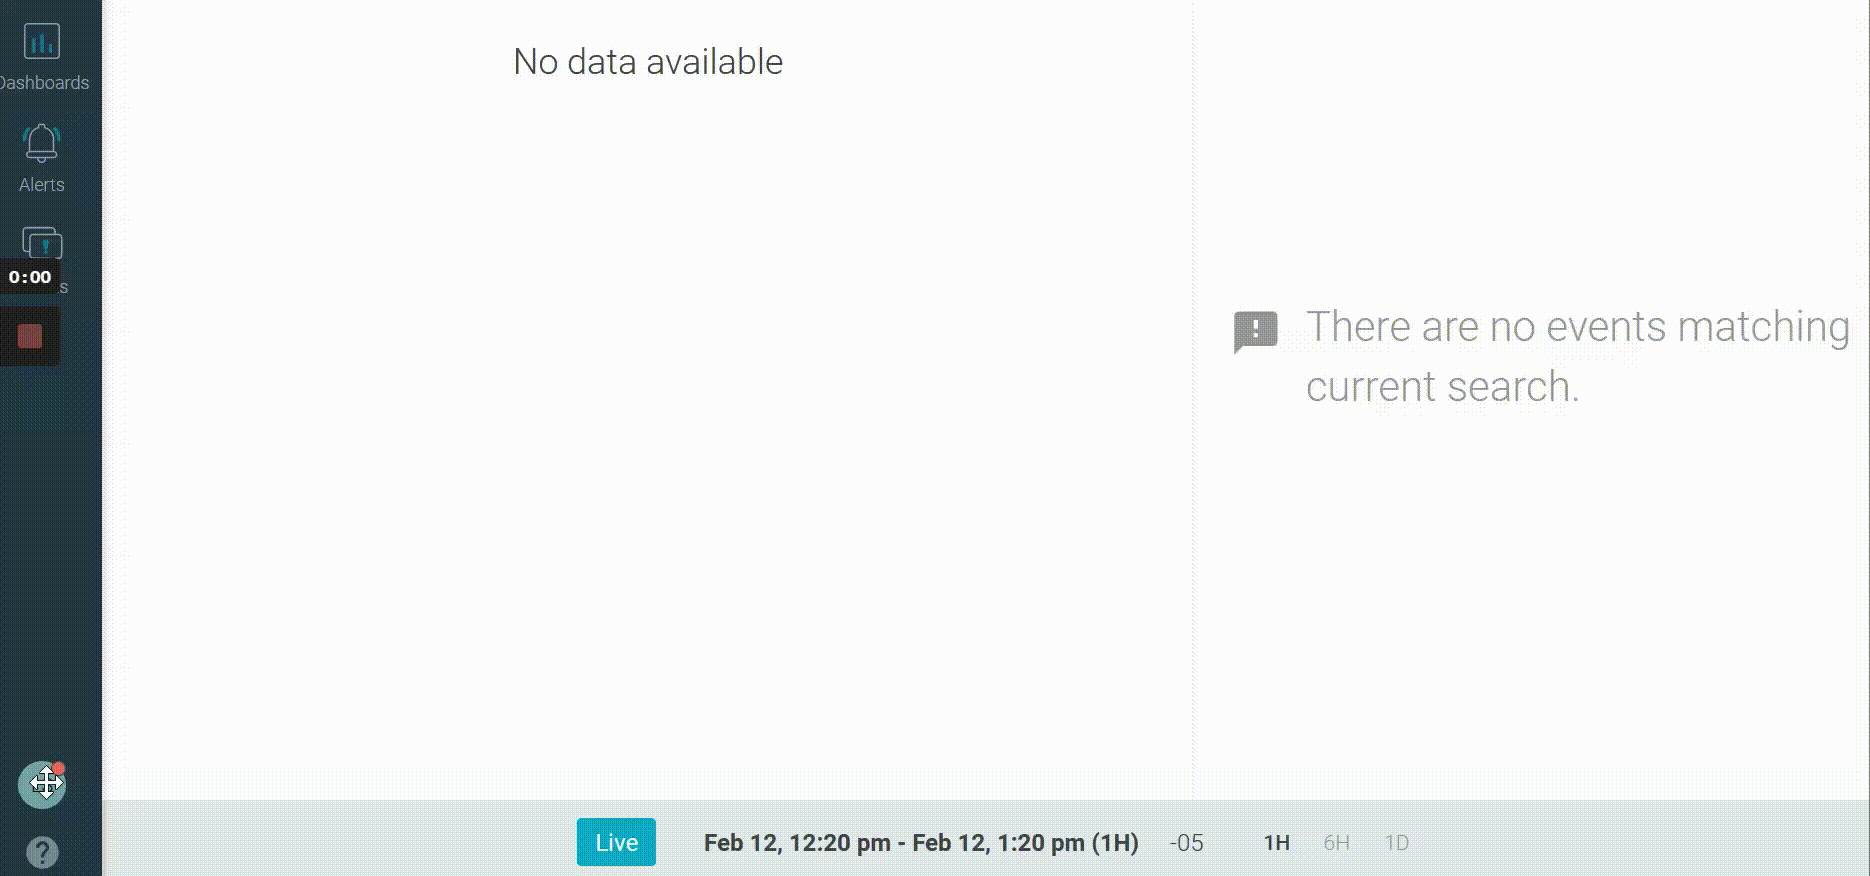 Dashboards
No data available
Alerts
0:00
s
There are no events matching
current search.
Live
Feb 12, 12:20 pm - Feb 12, 1:20 pm (1H)
-05
1H
6H
1D
?